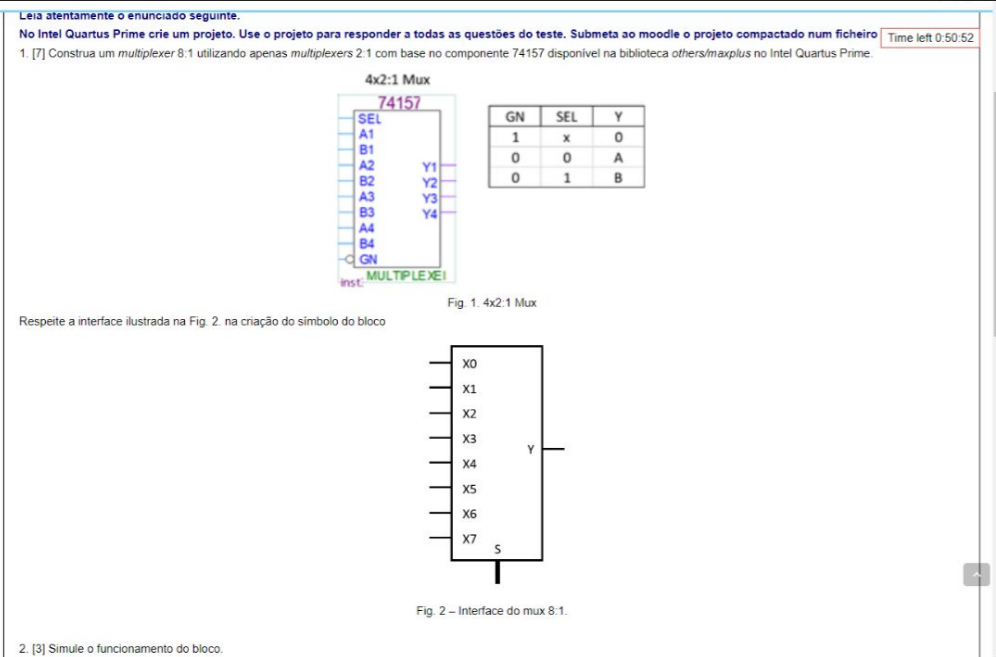 Leia atentamente o enunciado seguinte.
No Intel Quartus Prime crie um projeto. Use o projeto para responder a todas as questões do teste. Submeta ao moodle o projeto compactado num ficheiro
Time left 0:50:52
1. [7] Construa um multiplexer 8:1 utilizando apenas multiplexers 2:1 com base no componente 74157 disponível na biblioteca others/maxplus no Intel Quartus Prime.
4x2:1 Mux
74157
SEL
A1
B1
A2 Y1
B2 Y2
A3 Y3
B3 Y4
A4
B4
GN
inst. MULTIPLEXEI
GN SEL Y
1 x 0
0 0 A
0 1 B
Fig. 1. 4x2:1 Mux
Respeite a interface ilustrada na Fig. 2. na criação do símbolo do bloco
X0
X1
X2
X3
Y
X4
X5
X6
X7
S
Fig. 2 – Interface do mux 8:1.
2. [3] Simule o funcionamento do bloco.